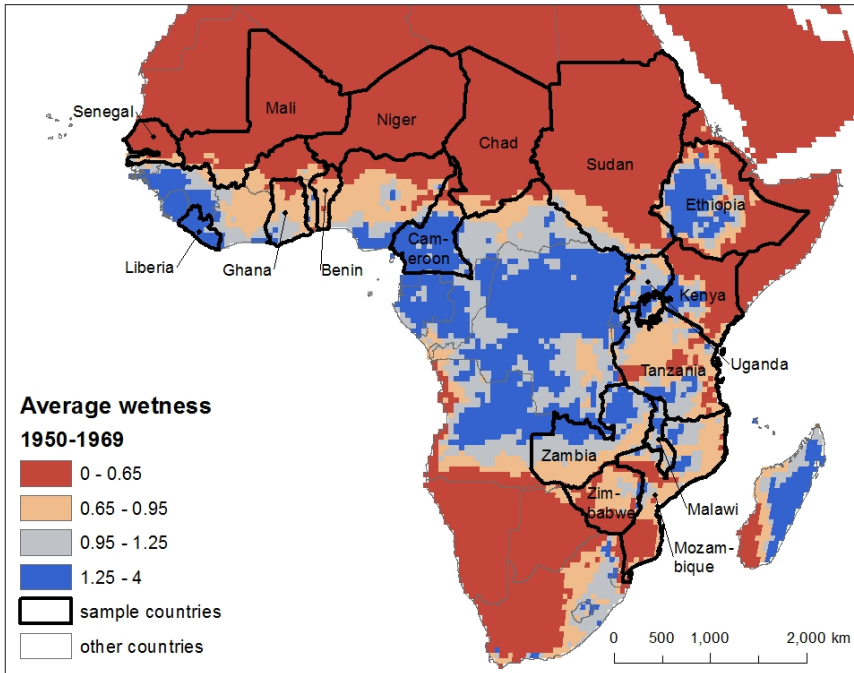 Senegal
Mali
Niger
Chad
Sudan
Ethiopia
Cam-
eroon
Liberia
Ghana
Benin
Kenya
Uganda
Tanzania
Zambia
Zim-
babwe
Malawi
Mozam-
bique
Average wetness
1950-1969
0 - 0.65
0.65 - 0.95
0.95 - 1.25
1.25 - 4
sample countries
other countries
0 500 1,000 2,000 km